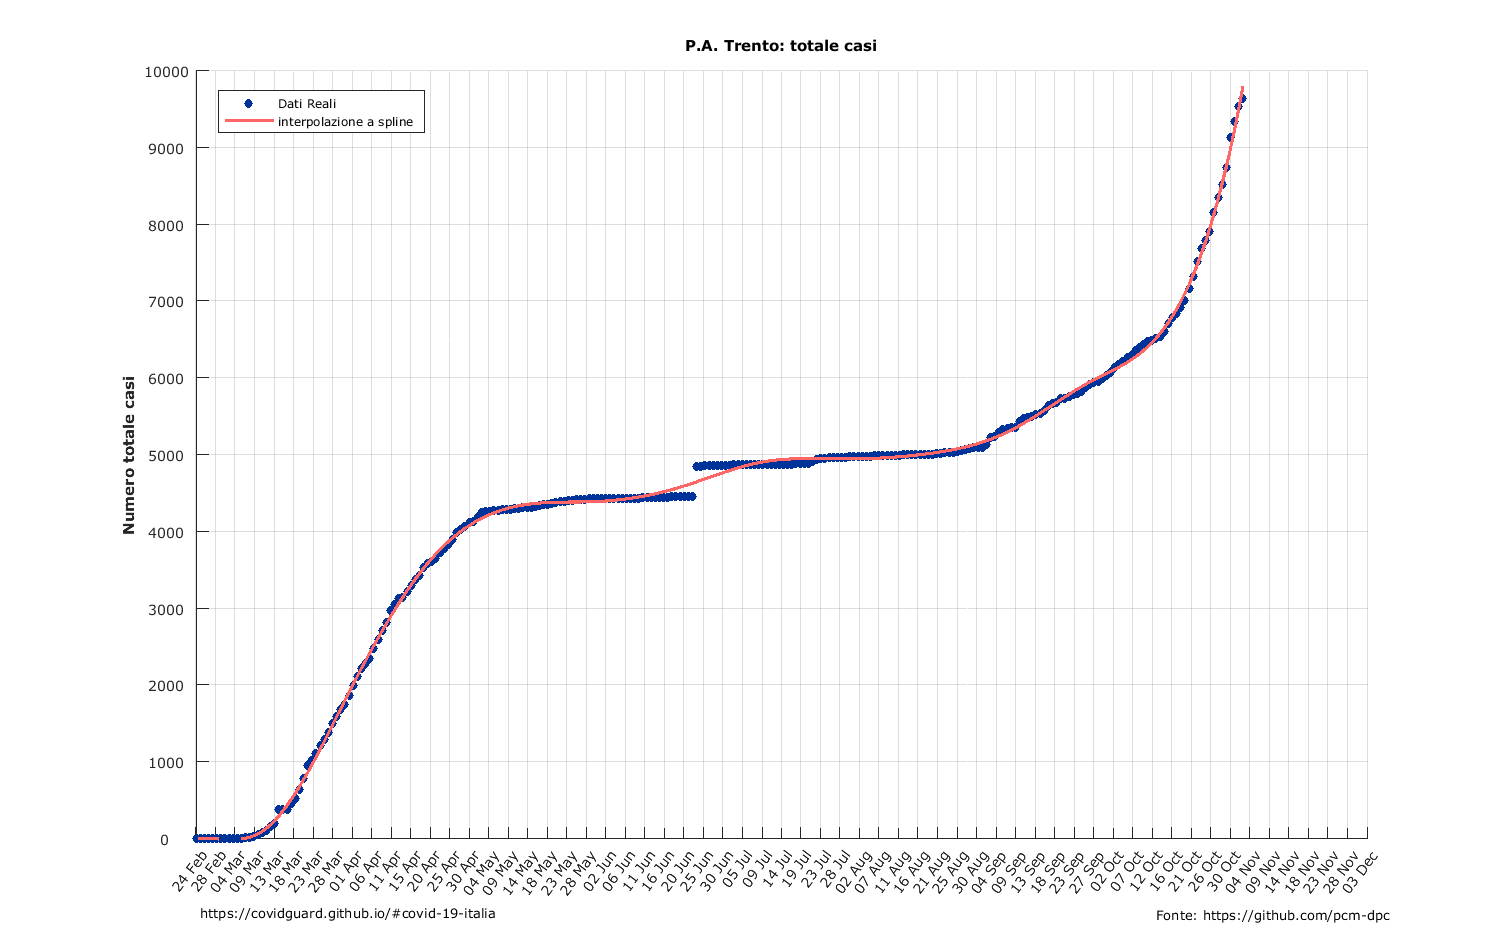 P.A. Trento: totale casi
10000
9000
8000
7000
6000
5000
4000
3000
2000
1000
0
Numero totale casi
Dati Reali
interpolazione a spline
24 Feb
28 Feb
04 Mar
09 Mar
13 Mar
18 Mar
23 Mar
28 Mar
01 Apr
06 Apr
11 Apr
15 Apr
20 Apr
25 Apr
30 Apr
04 May
09 May
14 May
18 May
23 May
28 May
02 Jun
06 Jun
11 Jun
16 Jun
20 Jun
25 Jun
30 Jun
05 Jul
09 Jul
14 Jul
19 Jul
23 Jul
28 Jul
02 Aug
07 Aug
11 Aug
16 Aug
21 Aug
25 Aug
30 Aug
04 Sep
09 Sep
13 Sep
18 Sep
23 Sep
27 Sep
02 Oct
07 Oct
12 Oct
16 Oct
21 Oct
26 Oct
30 Oct
04 Nov
09 Nov
14 Nov
18 Nov
23 Nov
28 Nov
03 Dec
https://covidguard.github.io/#covid-19-italia
Fonte: https://github.com/pcm-dpc